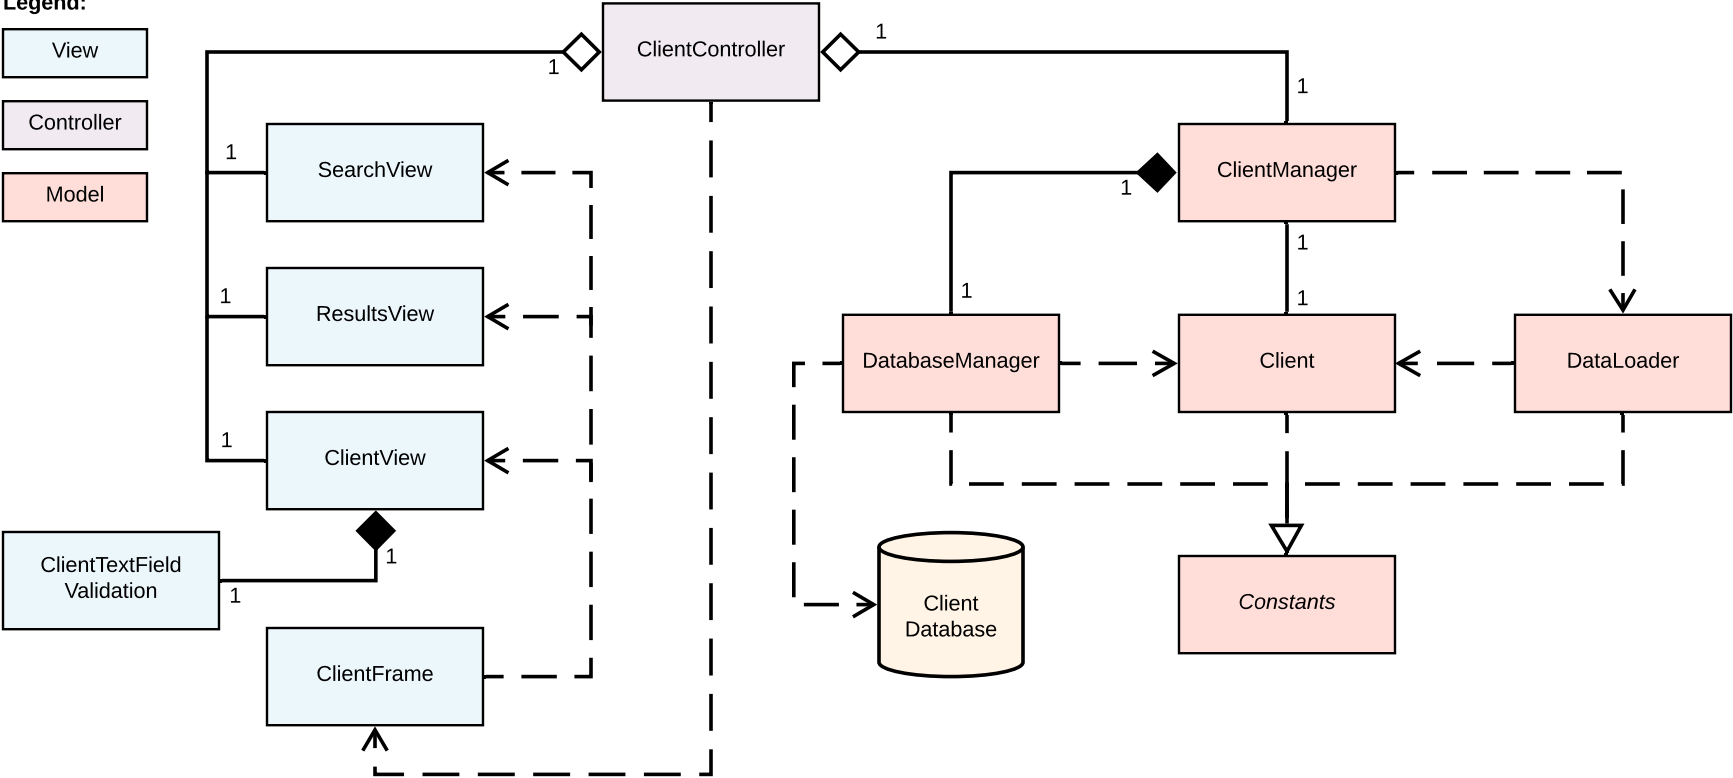 Legend:
View
Controller
Model
ClientController
1
1
1
1
SearchView
1
ResultsView
1
ClientView
1
ClientTextField
Validation
1
ClientFrame
ClientManager
1
1
1
1
DatabaseManager
Client
DataLoader
Client
Database
Constants